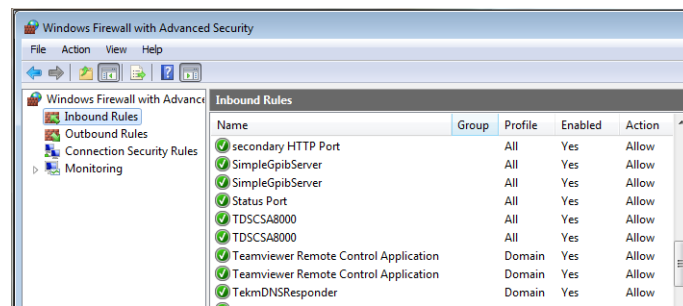 Windows Firewall with Advanced Security
File Action View Help
Windows Firewall with Advance
Inbound Rules
Outbound Rules
Connection Security Rules
Monitoring
Inbound Rules
Name Group Profile Enabled Action
secondary HTTP Port All Yes Allow
SimpleGpibServer All Yes Allow
SimpleGpibServer All Yes Allow
Status Port All Yes Allow
TDSCSA8000 All Yes Allow
TDSCSA8000 All Yes Allow
Teamviewer Remote Control Application Domain Yes Allow
Teamviewer Remote Control Application Domain Yes Allow
TekmDNSResponder Domain Yes Allow